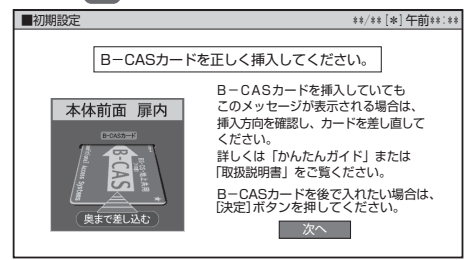 ■初期設定
**/**[*]午前**:**
B-CASカードを正しく挿入してください。
本体前面 扉内
B-CASカード
B-CAS
奥まで差し込む
B-CASカードを挿入していても
このメッセージが表示される場合は、
挿入方向を確認し、カードを差し直して
ください。
詳しくは「かんたんガイド」または
「取扱説明書」をご覧ください。
B-CASカードを後で入れたい場合は、
[決定]ボタンを押してください。
次へ